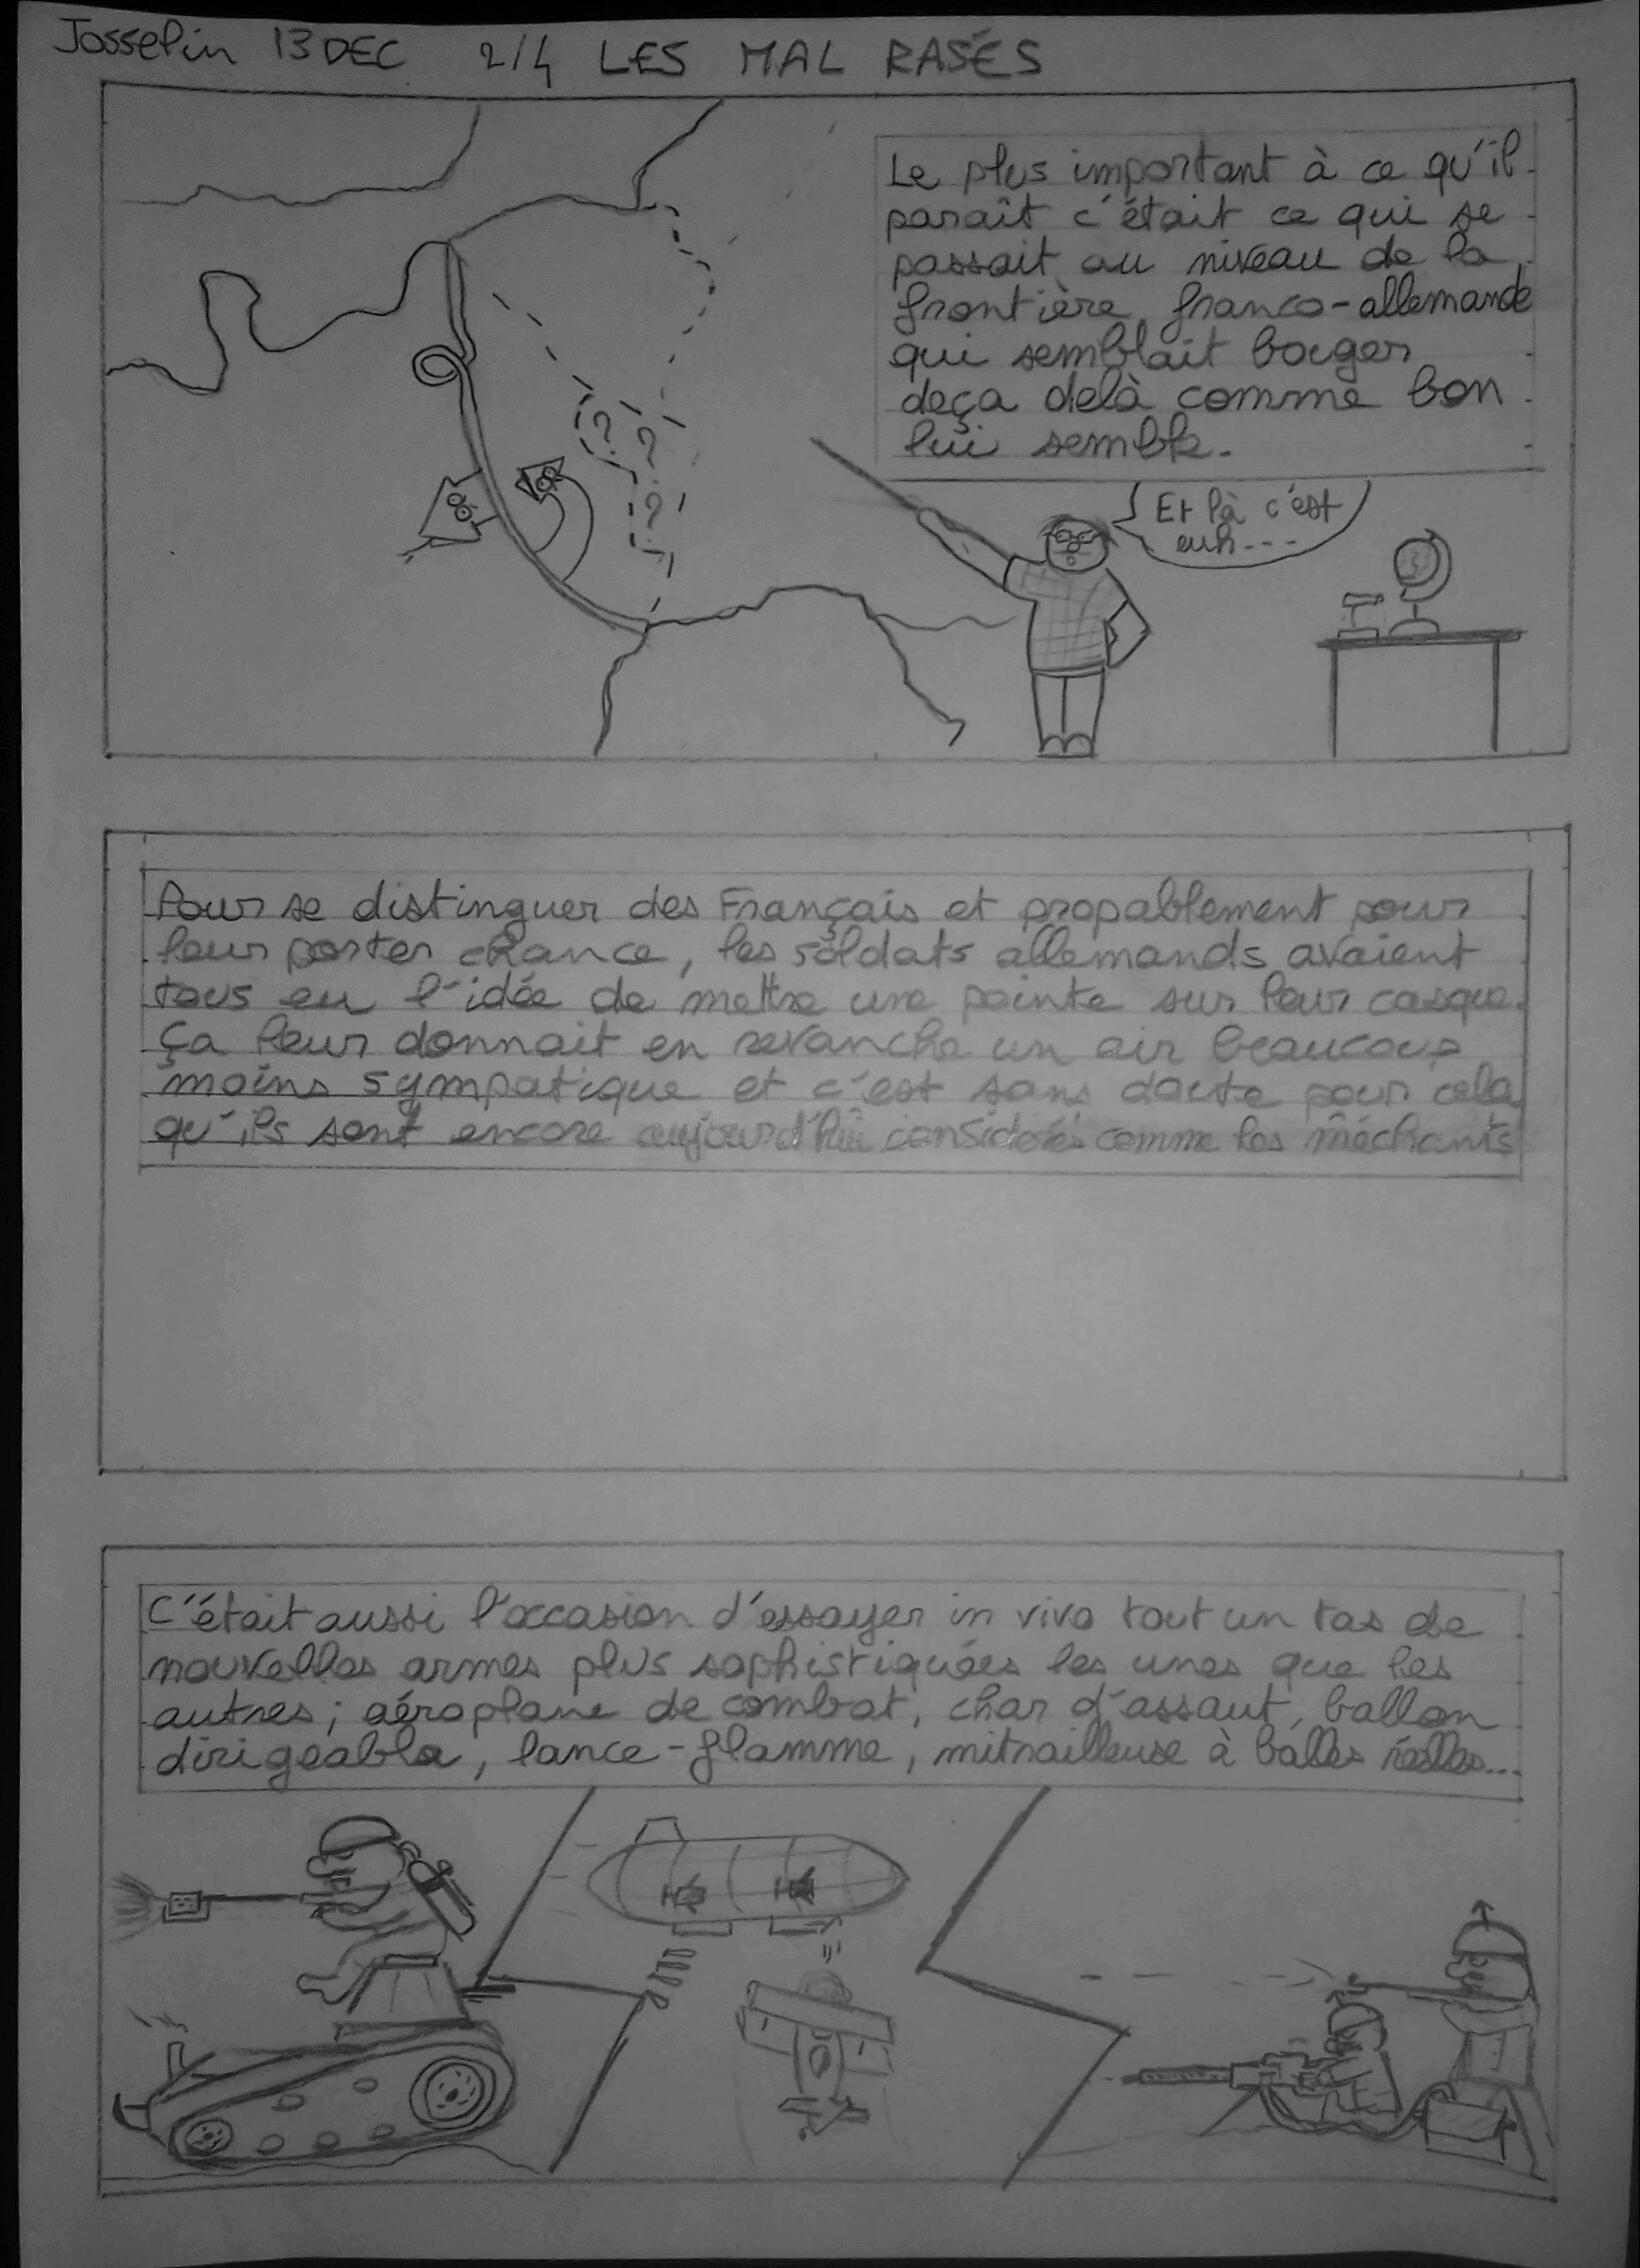 Josselin 13 DEC 2/4 LES MAL RASÉS
Le plus important à ce qu'il
paraît c'était ce qui se
passait au niveau de la
frontière franco-allemande
qui semblait bouger
deça delà comme bon
lui semble.
Et là c'est
euh...
?
?
?
Pour se distinguer des Français et propablement pour
leur porter chance, les soldats allemands avaient
tous eu l'idée de mettre une pointe sur leur casque.
Ça leur donnait en revanche un air beaucoup
moins sympatique et c'est sans doute pour cela
qu'ils sont encore aujourd'hui considérés comme les méchants
C'était aussi l'occasion d'essayer in vivo tout un tas de
nouvelles armes plus sophistiquées les unes que les
autres; aéroplane de combat, char d'assaut, ballon
dirigeable, lance-flamme, mitrailleuse à balles réelles...